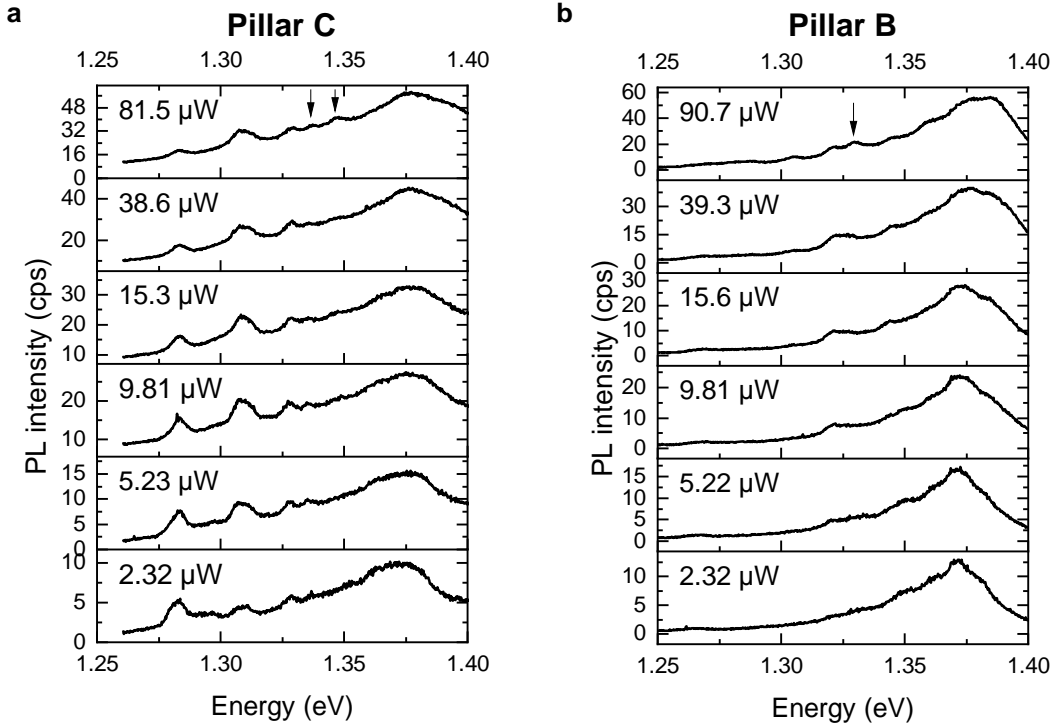 a
Pillar C
1.25 1.30 1.35 1.40
PL intensity (cps)
81.5 µW
48
32
16
0
38.6 µW
40
20
15.3 µW
30
20
10
9.81 µW
20
10
5.23 µW
15
10
5
0
2.32 µW
10
5
0
1.25 1.30 1.35 1.40
Energy (eV)
b
Pillar B
1.25 1.30 1.35 1.40
PL intensity (cps)
90.7 µW
60
40
20
0
39.3 µW
30
15
0
15.6 µW
30
20
10
0
9.81 µW
20
10
0
5.22 µW
15
10
5
0
2.32 µW
10
5
0
1.25 1.30 1.35 1.40
Energy (eV)